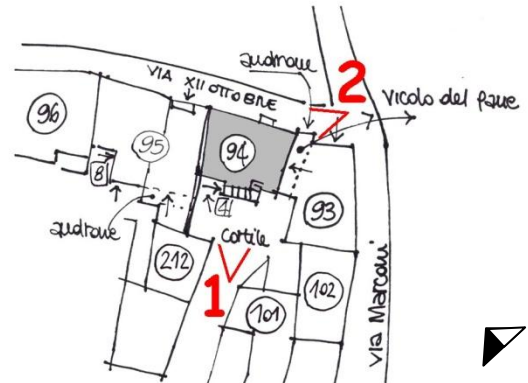 androne
2
VIA XII OTTOBRE
vicolo del pane
96
95
94
8
4
93
androne
Cortile
212
1
101
102
via Marconi